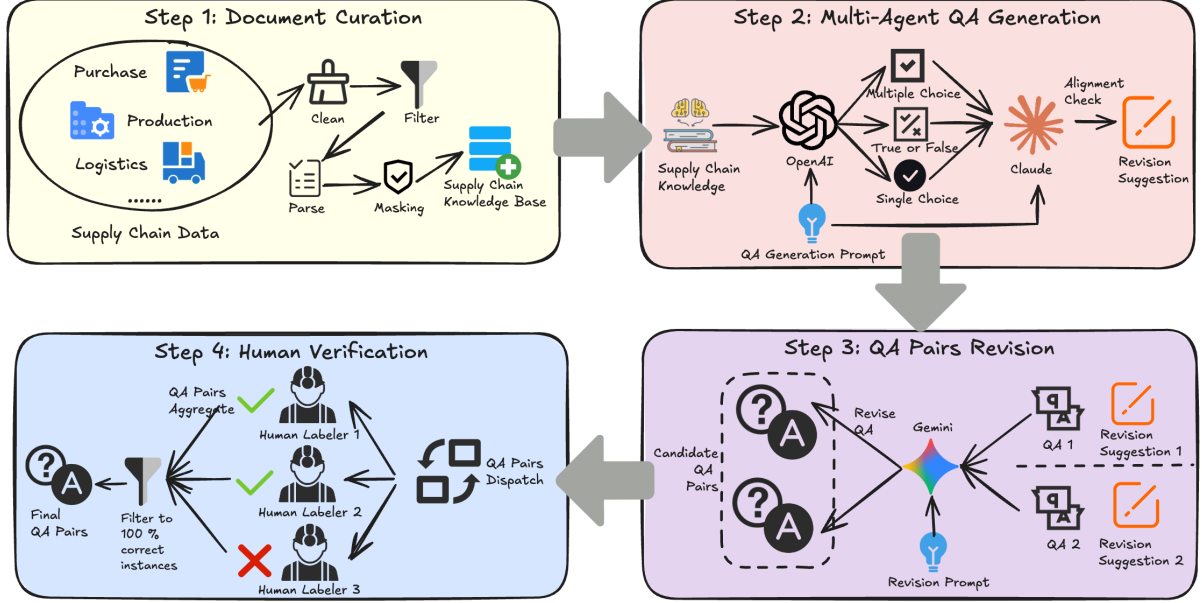 Step 1: Document Curation
Purchase
Production
Logistics
......
Supply Chain Data
Clean
Filter
Parse
Masking
Supply Chain
Knowledge Base
Step 2: Multi-Agent QA Generation
Supply Chain
Knowledge
OpenAI
Multiple Choice
True or False
Single Choice
Claude
Alignment
Check
Revision
Suggestion
QA Generation Prompt
Step 3: QA Pairs Revision
QA 1
Revision
Suggestion 1
QA 2
Revision
Suggestion 2
Gemini
Revision Prompt
Revise
QA
Candidate
QA
Pairs
Step 4: Human Verification
QA Pairs
Dispatch
Human Labeler 1
Human Labeler 2
Human Labeler 3
QA Pairs
Aggregate
Filter to
100 %
correct
instances
Final
QA Pairs
? A
? A
? A